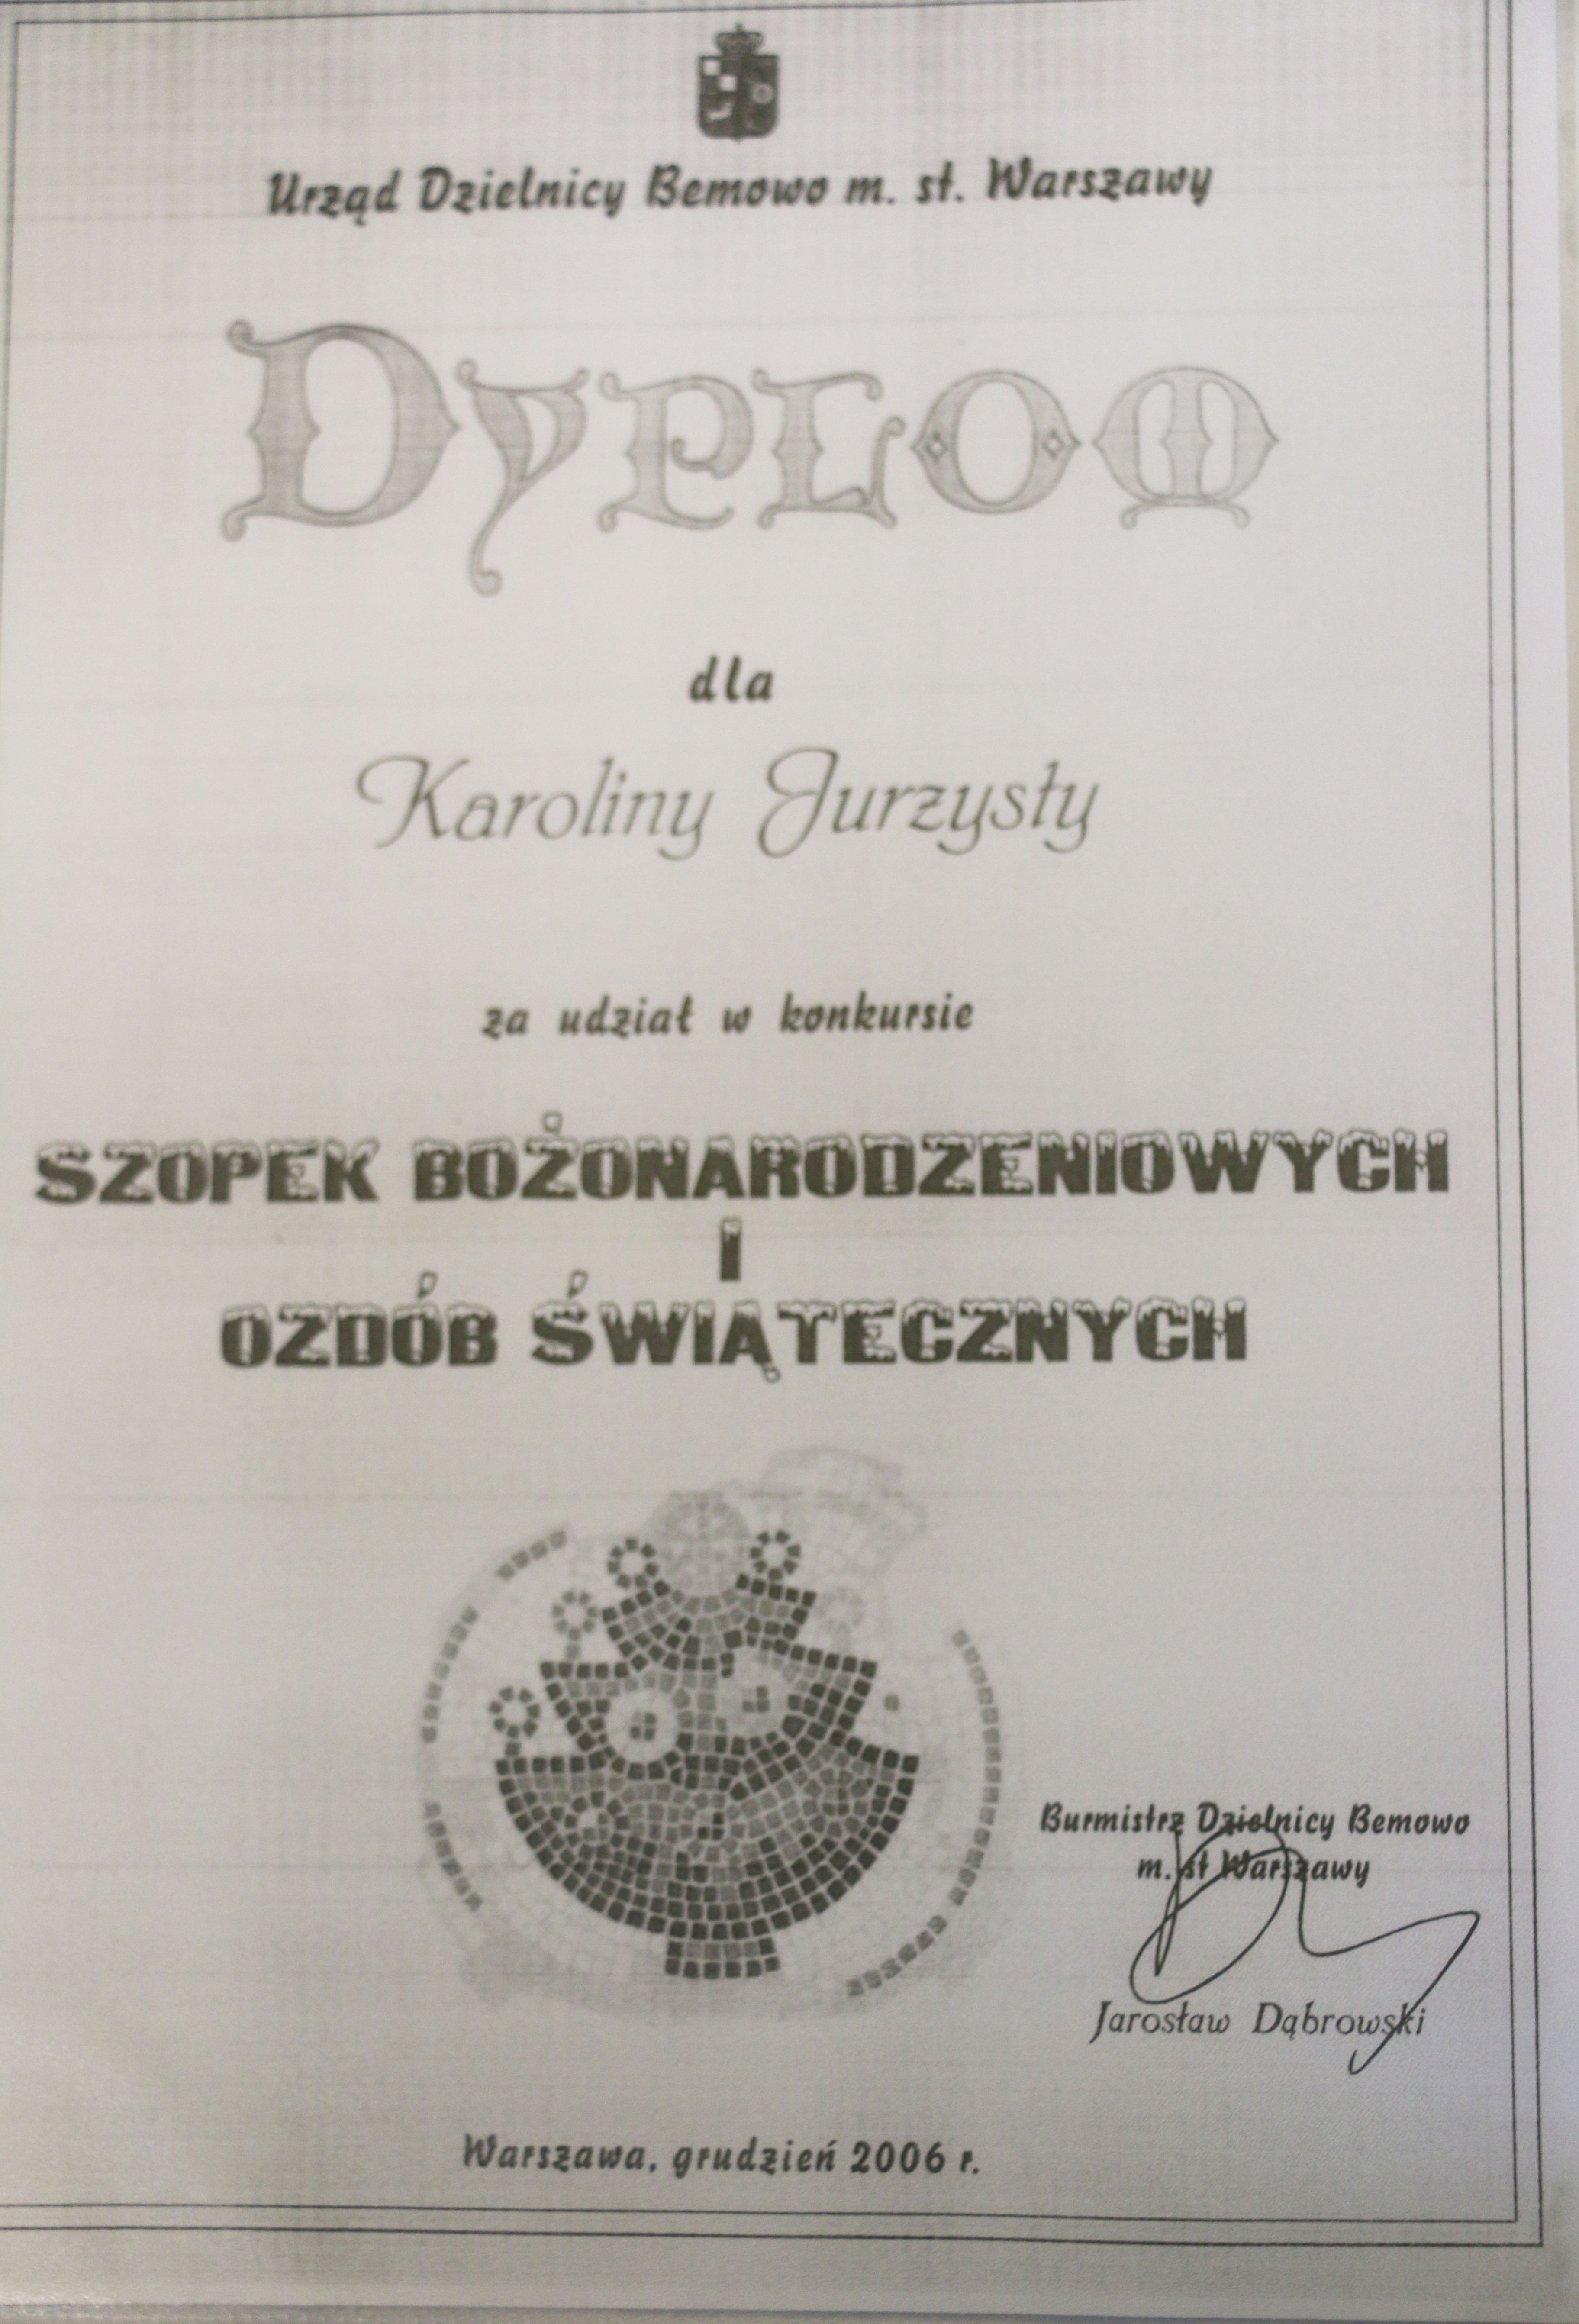 Urząd Dzielnicy Bemowo m. st. Warszawy
DYPLOM
dla
Karoliny Jurzysty
za udział w konkursie
SZOPEK BOŻONARODZENIOWYCH
I
OZDÓB ŚWIĄTECZNYCH
Burmistrz Dzielnicy Bemowo
m. st Warszawy
Jarosław Dąbrowski
Warszawa, grudzień 2006 r.